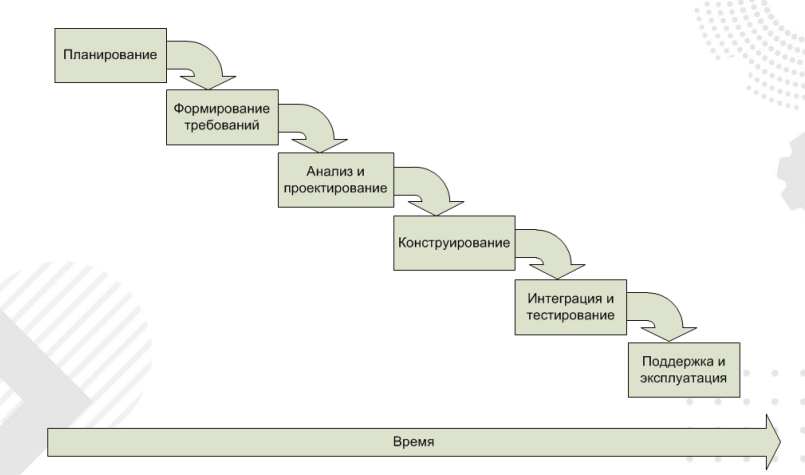 Планирование
Формирование
требований
Анализ и
проектирование
Конструирование
Интеграция и
тестирование
Поддержка и
эксплуатация
Время